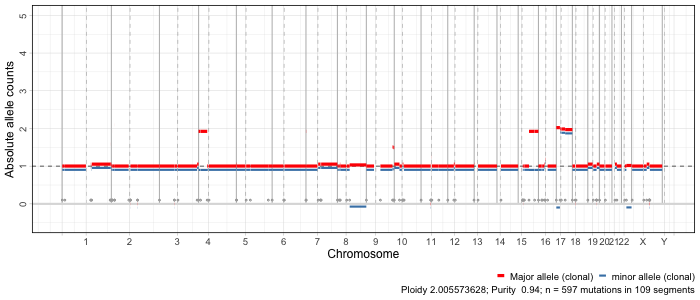 Absolute allele counts
5
4
3
2
1
0
1 2 3 4 5 6 7 8 9 10 11 12 13 14 15 16 17 18 19 20 21 22 X Y
Chromosome
Major allele (clonal) minor allele (clonal)
Ploidy 2.005573628; Purity 0.94; n = 597 mutations in 109 segments